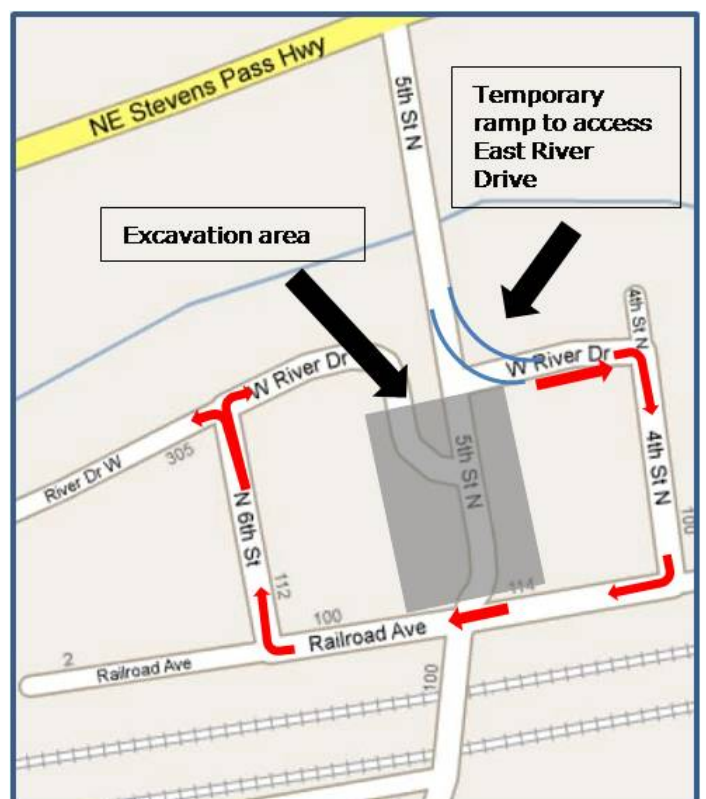 NE Stevens Pass Hwy
5th St N
Temporary
ramp to access
East River
Drive
Excavation area
4th St N
W River Dr
W River Dr
305
River Dr W
N 6th St
5th St N
4th St N
100
112
114
100
Railroad Ave
2
Railroad Ave
100